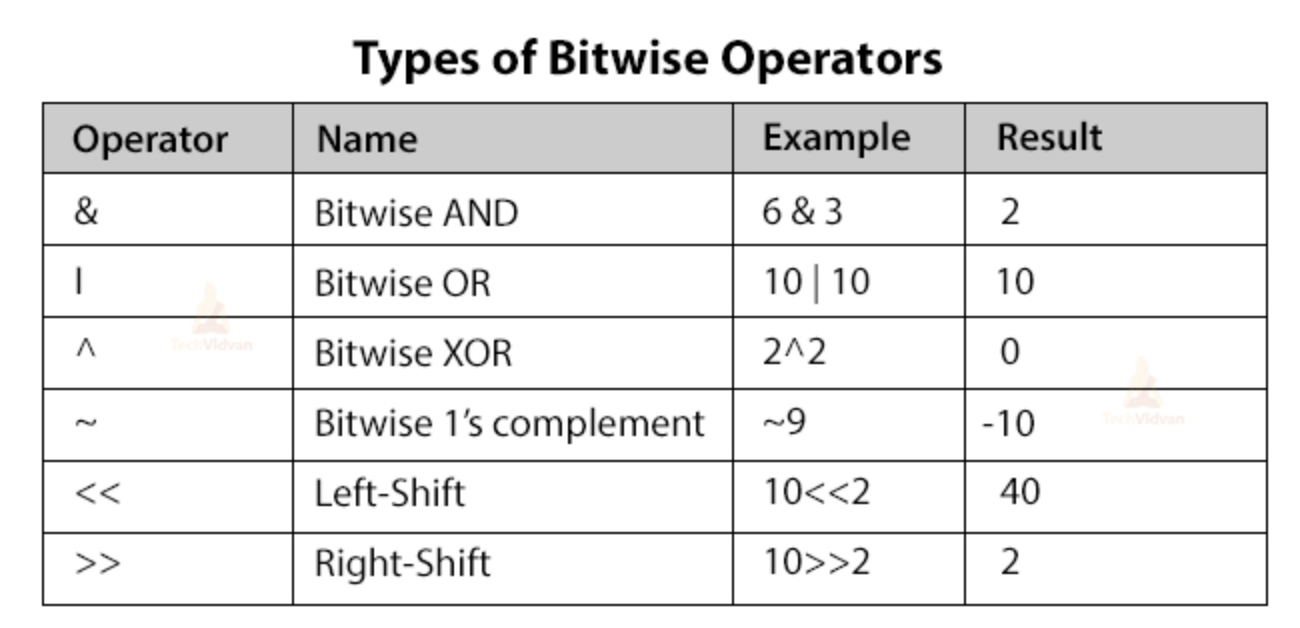 Types of Bitwise Operators
Operator Name Example Result
& Bitwise AND 6 & 3 2
| Bitwise OR 10 | 10 10
^ Bitwise XOR 2^2 0
~ Bitwise 1's complement ~9 -10
<< Left-Shift 10<<2 40
>> Right-Shift 10>>2 2
TechVidvan
TechVidvan